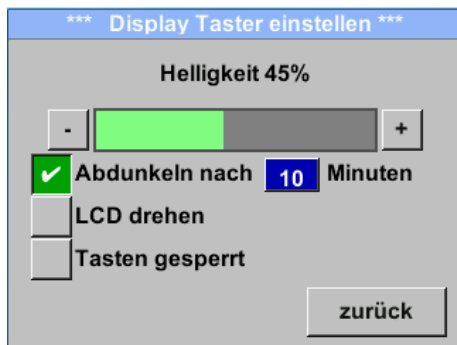 *** Display Taster einstellen ***
Helligkeit 45%
- +
Abdunkeln nach 10 Minuten
LCD drehen
Tasten gesperrt
zurück